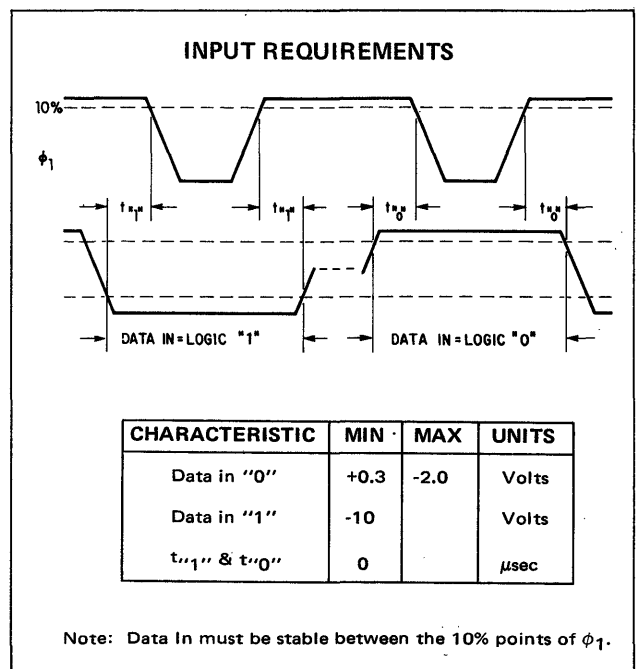 INPUT REQUIREMENTS
10%
ϕ1
t"1" t"1" t"0" t"0"
DATA IN = LOGIC "1" DATA IN = LOGIC "0"
CHARACTERISTIC MIN MAX UNITS
Data in "0" +0.3 -2.0 Volts
Data in "1" -10 Volts
t"1" & t"0" 0 μsec
Note: Data In must be stable between the 10% points of ϕ1.